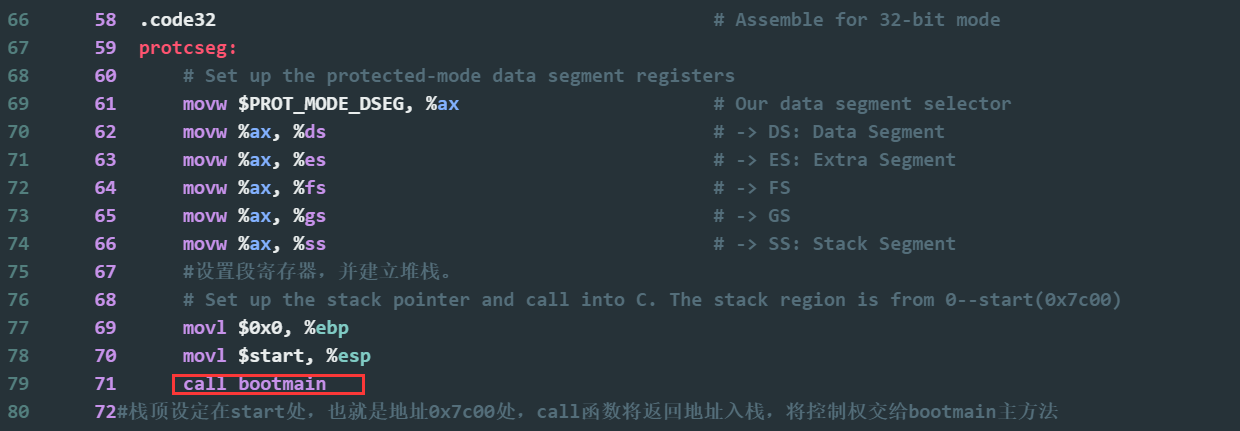 66 58 .code32 # Assemble for 32-bit mode
67 59 protcseg:
68 60 # Set up the protected-mode data segment registers
69 61 movw $PROT_MODE_DSEG, %ax # Our data segment selector
70 62 movw %ax, %ds # -> DS: Data Segment
71 63 movw %ax, %es # -> ES: Extra Segment
72 64 movw %ax, %fs # -> FS
73 65 movw %ax, %gs # -> GS
74 66 movw %ax, %ss # -> SS: Stack Segment
75 67 #设置段寄存器，并建立堆栈。
76 68 # Set up the stack pointer and call into C. The stack region is from 0--start(0x7c00)
77 69 movl $0x0, %ebp
78 70 movl $start, %esp
79 71 call bootmain
80 72#栈顶设定在start处，也就是地址0x7c00处，call函数将返回地址入栈，将控制权交给bootmain主方法